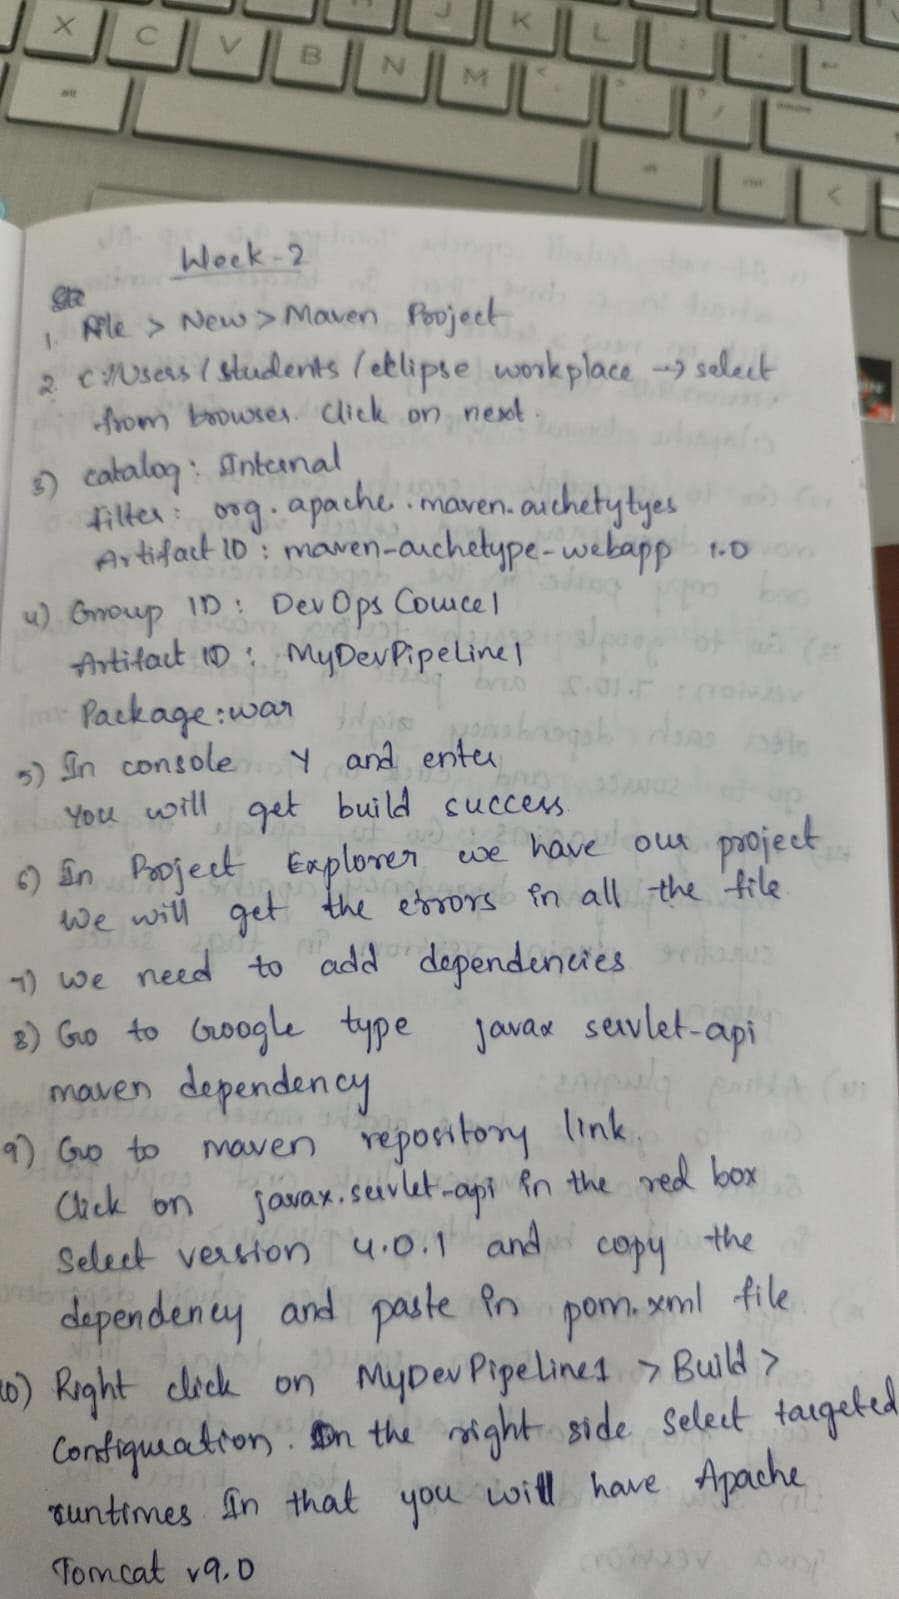 X C V B N M
J K L
alt
alt
Week-2
1. File > New > Maven Project
2. C:/Users/students/eclipse workplace → select
from browser. Click on next.
3) catalog: Internal
Filter: org.apache.maven.archetytyes
Artifact ID : maven-archetype-webapp 1.0
4) Group ID : DevOps Cource1
Artifact ID : MyDevPipeLine1
Package:war
5) In console Y and enter
You will get build success.
6) In Project Explorer we have our project
We will get the errors in all the file.
7) We need to add dependencies.
8) Go to Google type javax servlet-api
maven dependency
9) Go to maven repository link.
Click on javax.servlet-api in the red box
Select version 4.0.1 and copy the
dependency and paste in pom.xml file
10) Right click on MyDevPipeLine1 > Build >
Configuration. In the right side select targeted
runtimes. In that you will have Apache
Tomcat v9.0